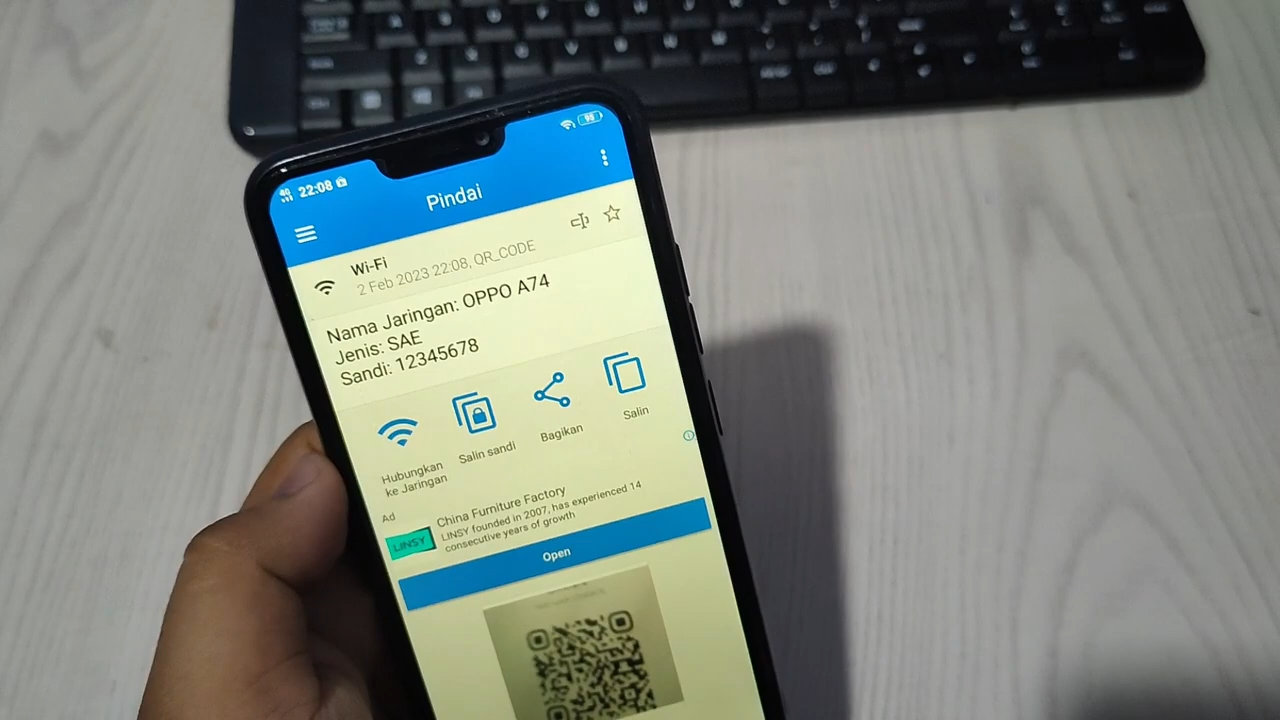 4G
22:08
98
Pindai
Wi-Fi
2 Feb 2023 22:08, QR_CODE
Nama Jaringan: OPPO A74
Jenis: SAE
Sandi: 12345678
Hubungkan
ke Jaringan
Salin sandi
Bagikan
Salin
Ad
LINSY
China Furniture Factory
LINSY founded in 2007, has experienced 14
consecutive years of growth
Open